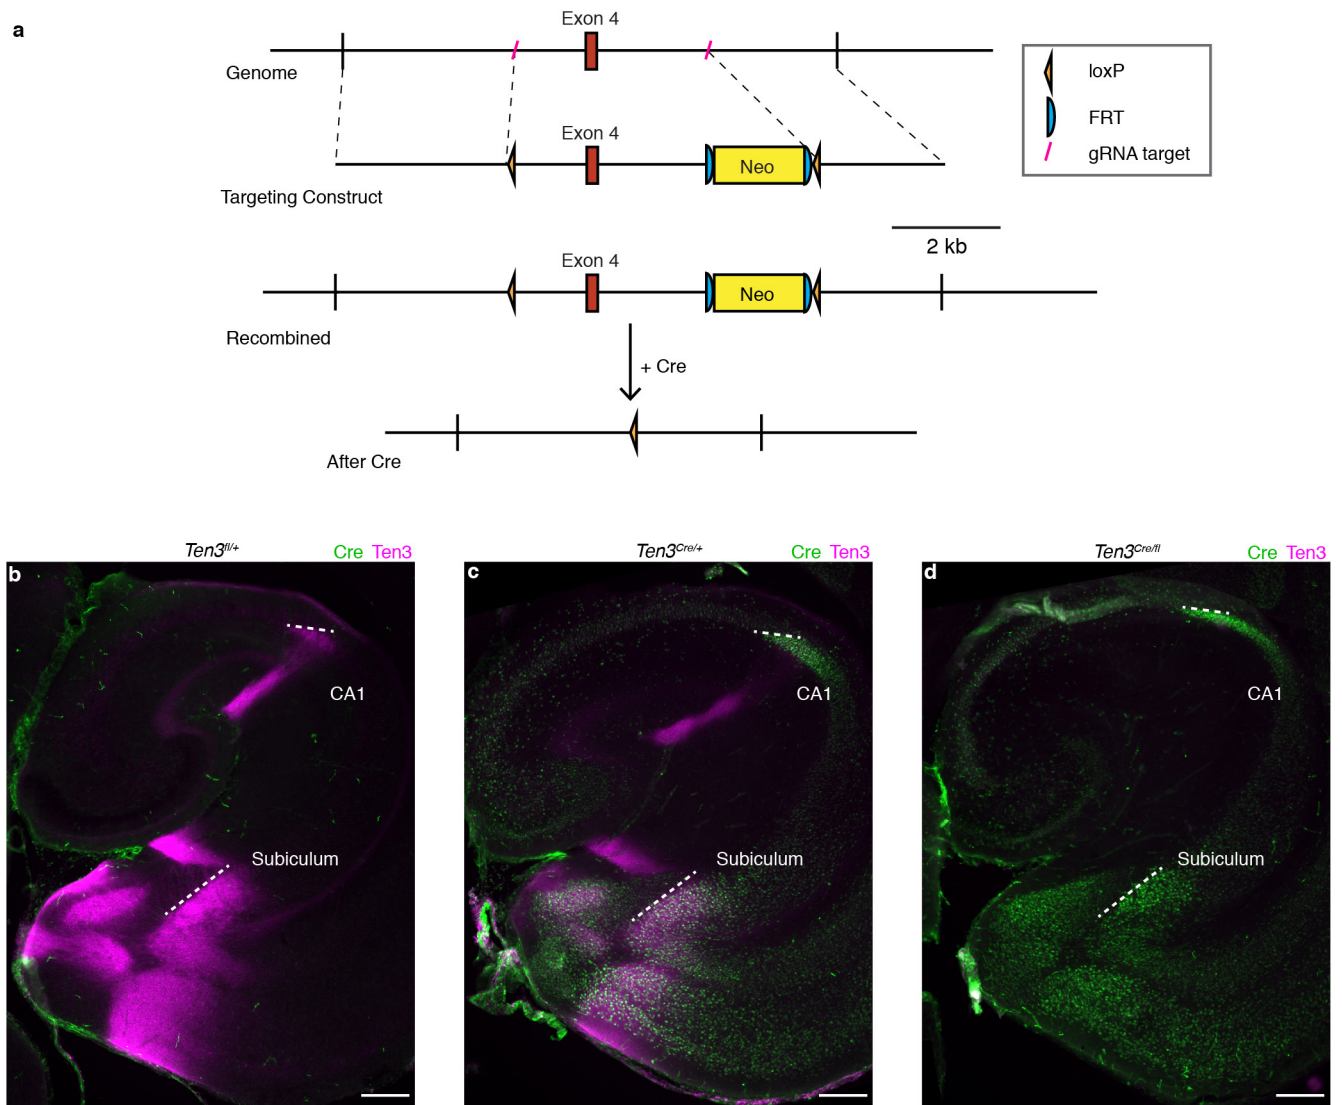 a
Exon 4
Genome
loxP
FRT
gRNA target
Exon 4
Neo
Targeting Construct
2 kb
Exon 4
Neo
Recombined
+ Cre
After Cre
Ten3fl/+ Cre Ten3
b
CA1
Subiculum
Ten3Cre/+ Cre Ten3
c
CA1
Subiculum
Ten3Cre/fl Cre Ten3
d
CA1
Subiculum